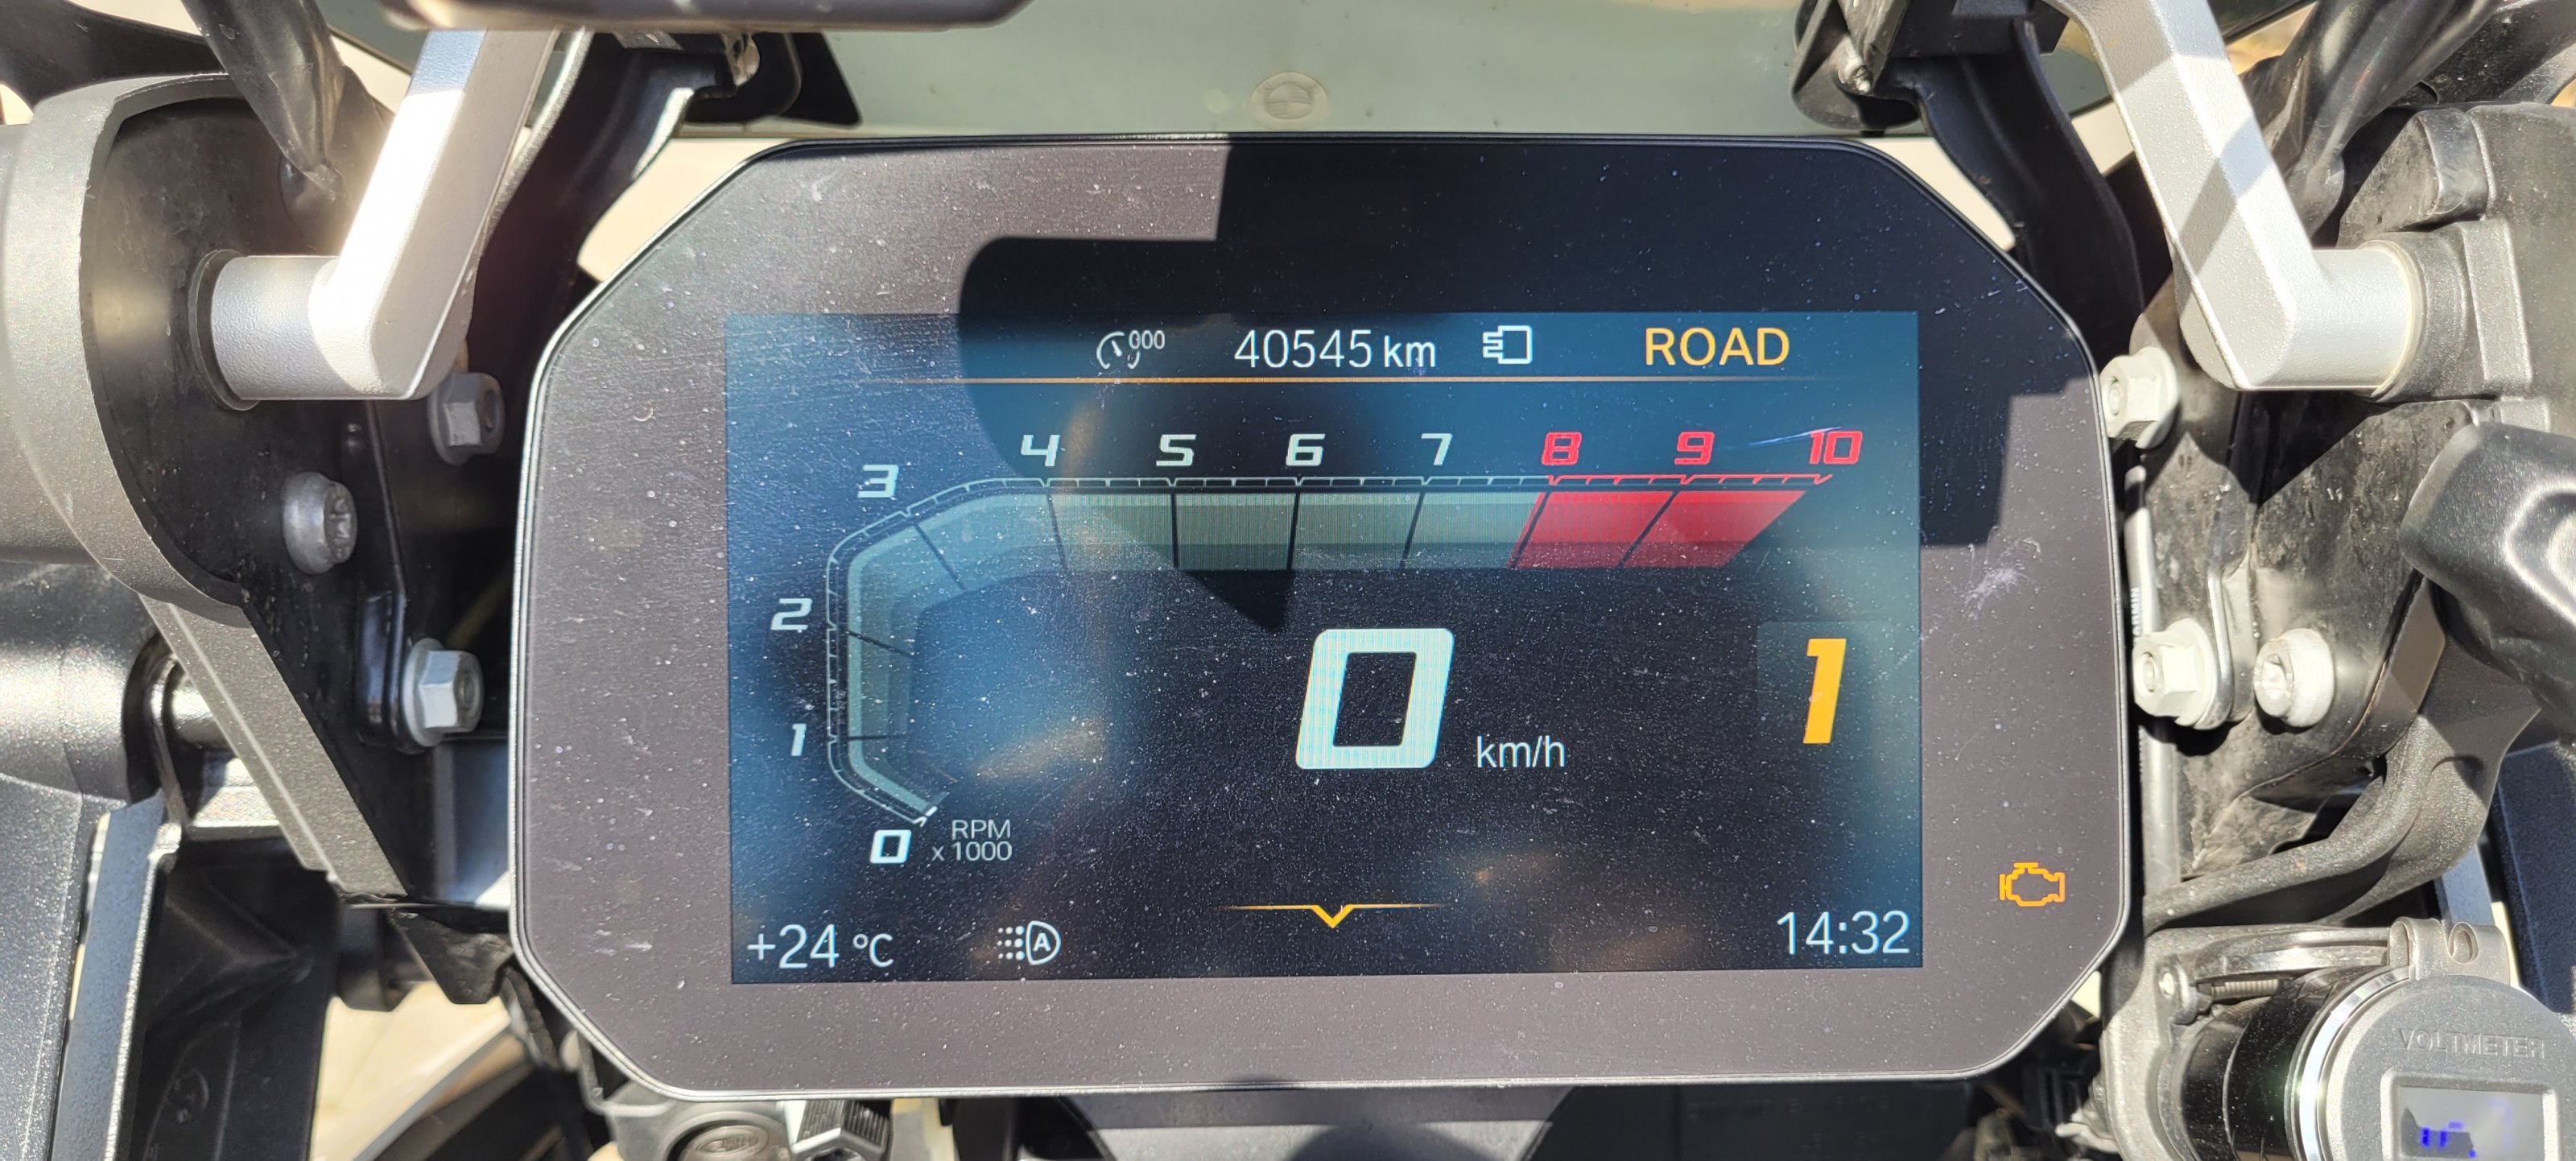 000 40545 km ROAD
3 4 5 6 7 8 9 10
2
1
0 km/h 1
0 RPM
x 1000
+24 °C A 14:32
VOLTMETER